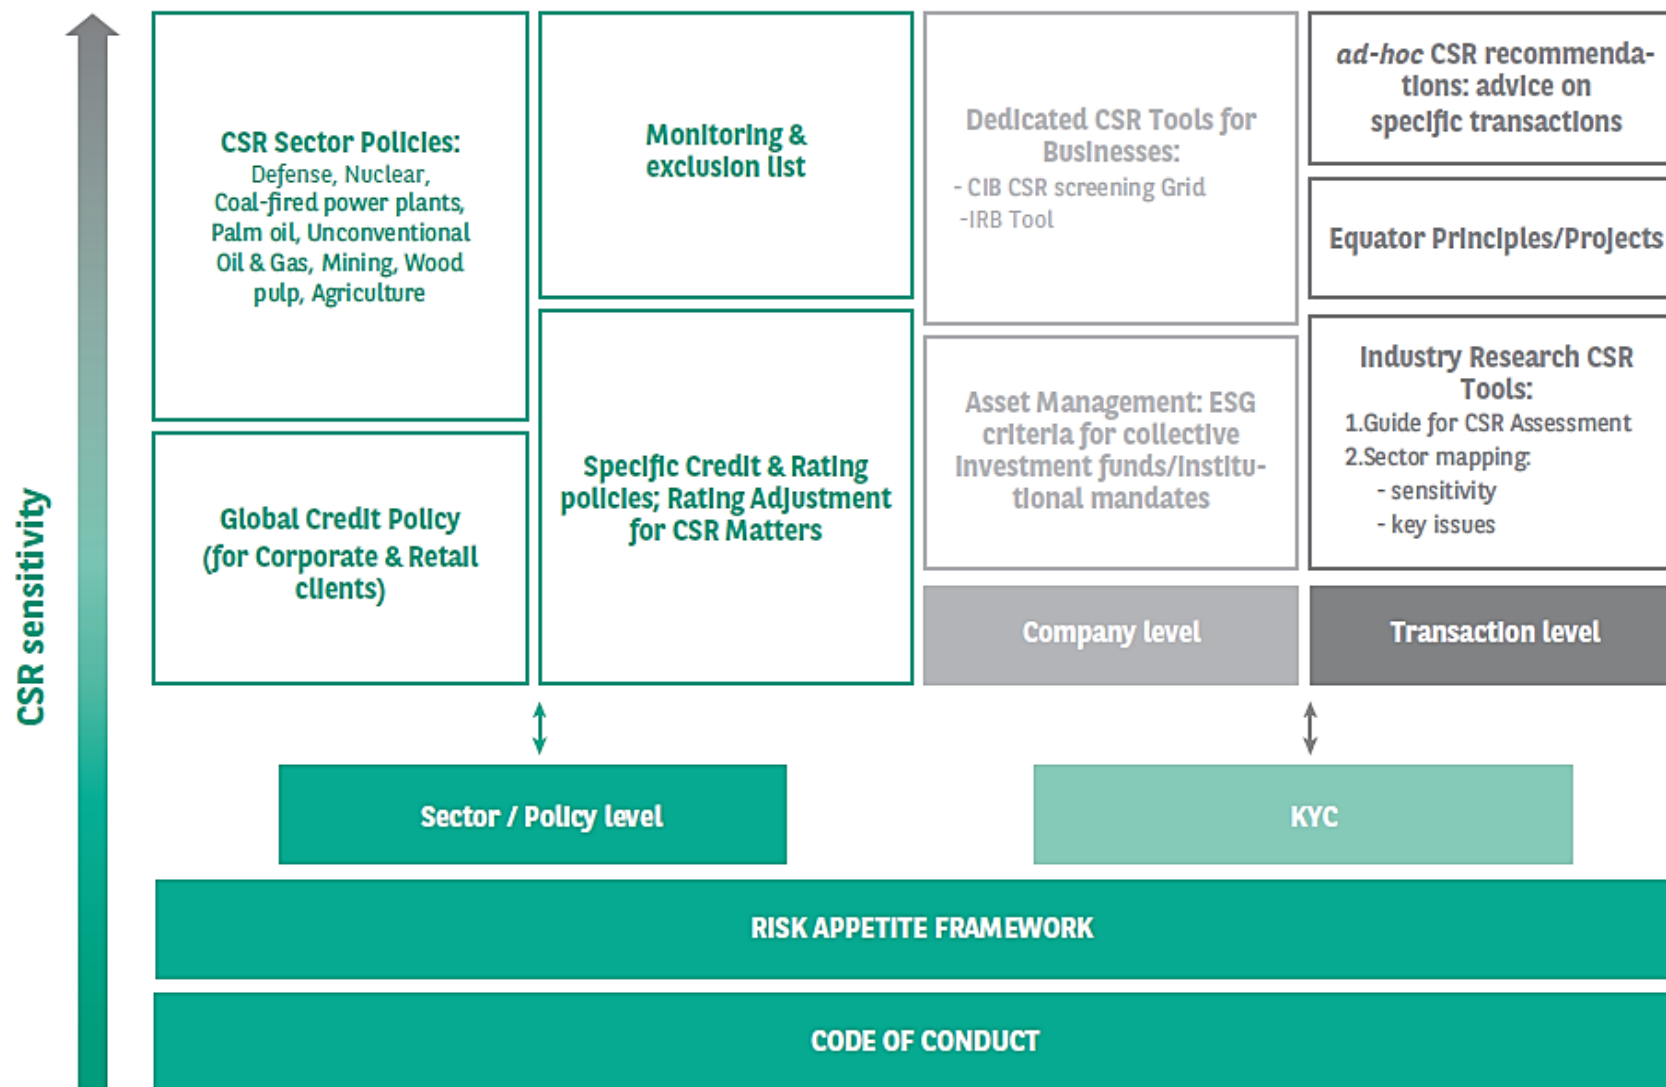 CSR sensitivity
CSR Sector Policies:
Defense, Nuclear,
Coal-fired power plants,
Palm oil, Unconventional
Oil & Gas, Mining, Wood
pulp, Agriculture
Global Credit Policy
(for Corporate & Retail
clients)
Monitoring &
exclusion list
Specific Credit & Rating
policies; Rating Adjustment
for CSR Matters
Dedicated CSR Tools for
Businesses:
- CIB CSR screening Grid
-IRB Tool
Asset Management: ESG
criteria for collective
Investment funds/institu-
tional mandates
Company level
ad-hoc CSR recommenda-
tions: advice on
specific transactions
Equator Principles/Projects
Industry Research CSR
Tools:
1.Guide for CSR Assessment
2.Sector mapping:
- sensitivity
- key issues
Transaction level
Sector / Policy level
KYC
RISK APPETITE FRAMEWORK
CODE OF CONDUCT